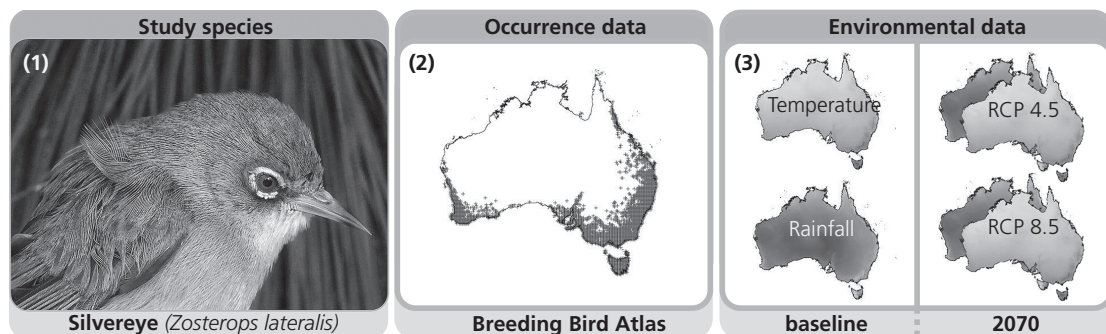 Study species
(1)
Silvereye (Zosterops lateralis)
Occurrence data
(2)
Breeding Bird Atlas
Environmental data
(3)
Temperature
RCP 4.5
Rainfall
RCP 8.5
baseline
2070